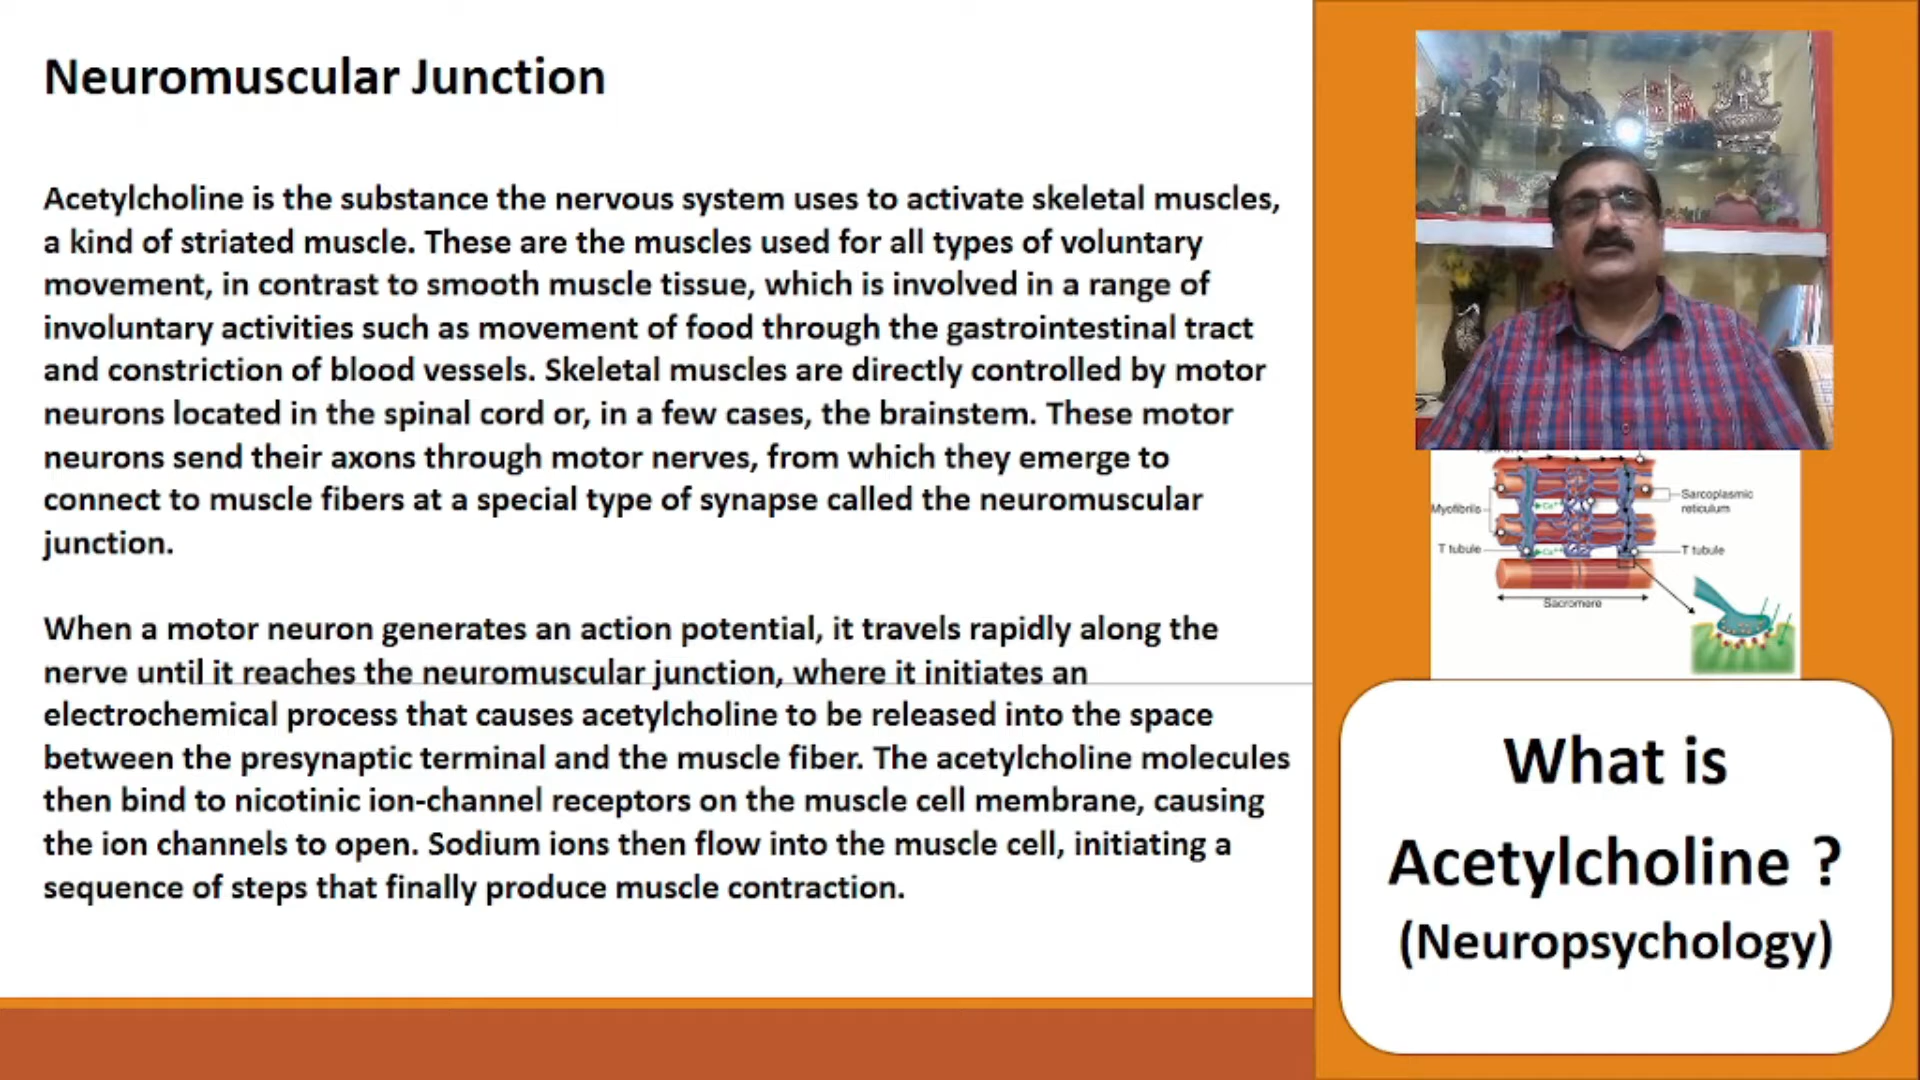 Neuromuscular Junction
Acetylcholine is the substance the nervous system uses to activate skeletal muscles,
a kind of striated muscle. These are the muscles used for all types of voluntary
movement, in contrast to smooth muscle tissue, which is involved in a range of
involuntary activities such as movement of food through the gastrointestinal tract
and constriction of blood vessels. Skeletal muscles are directly controlled by motor
neurons located in the spinal cord or, in a few cases, the brainstem. These motor
neurons send their axons through motor nerves, from which they emerge to
connect to muscle fibers at a special type of synapse called the neuromuscular
junction.
When a motor neuron generates an action potential, it travels rapidly along the
nerve until it reaches the neuromuscular junction, where it initiates an
electrochemical process that causes acetylcholine to be released into the space
between the presynaptic terminal and the muscle fiber. The acetylcholine molecules
then bind to nicotinic ion-channel receptors on the muscle cell membrane, causing
the ion channels to open. Sodium ions then flow into the muscle cell, initiating a
sequence of steps that finally produce muscle contraction.
Myofibrils
Sarcoplasmic
reticulum
Ca++
T tubule
Ca++
T tubule
Sacromere
What is
Acetylcholine ?
(Neuropsychology)